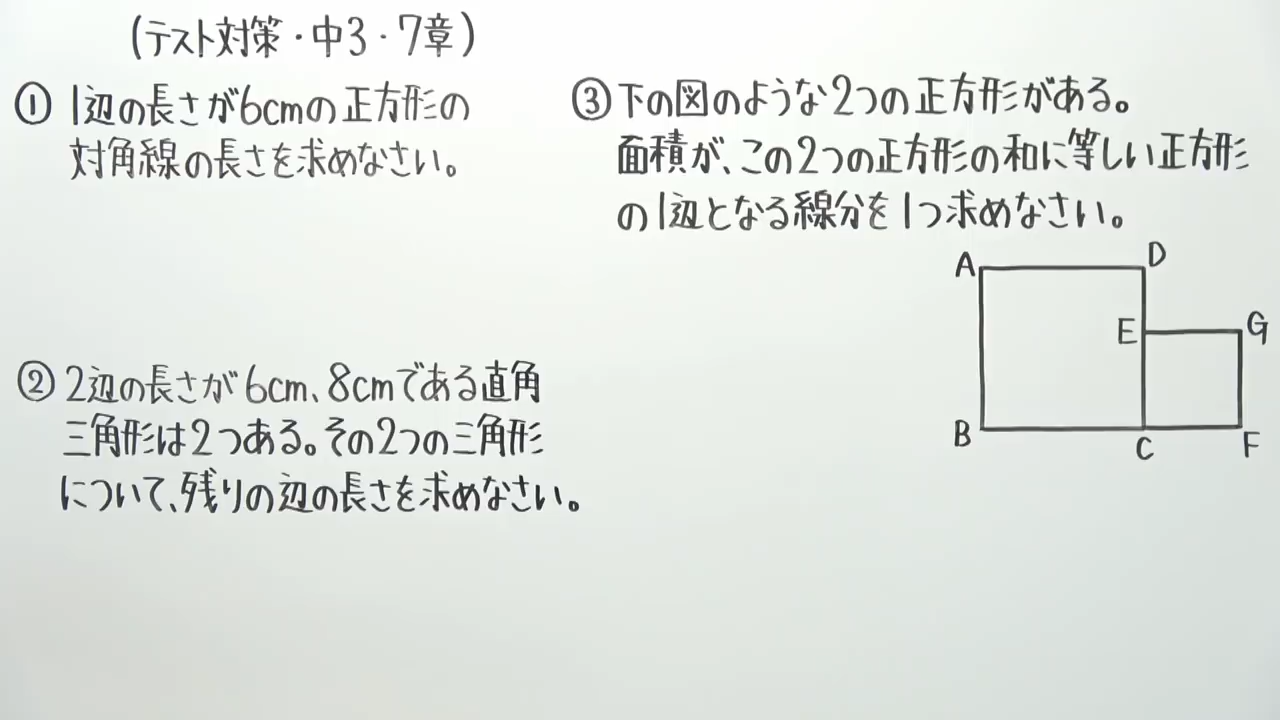 (テスト対策・中3・7章)
① 1辺の長さが6cmの正方形の
対角線の長さを求めなさい。
② 2辺の長さが6cm、8cmである直角
三角形は2つある。その2つの三角形
について、残りの辺の長さを求めなさい。
③ 下の図のような2つの正方形がある。
面積が、この2つの正方形の和に等しい正方形
の1辺となる線分を1つ求めなさい。
A
D
E
G
B
C
F